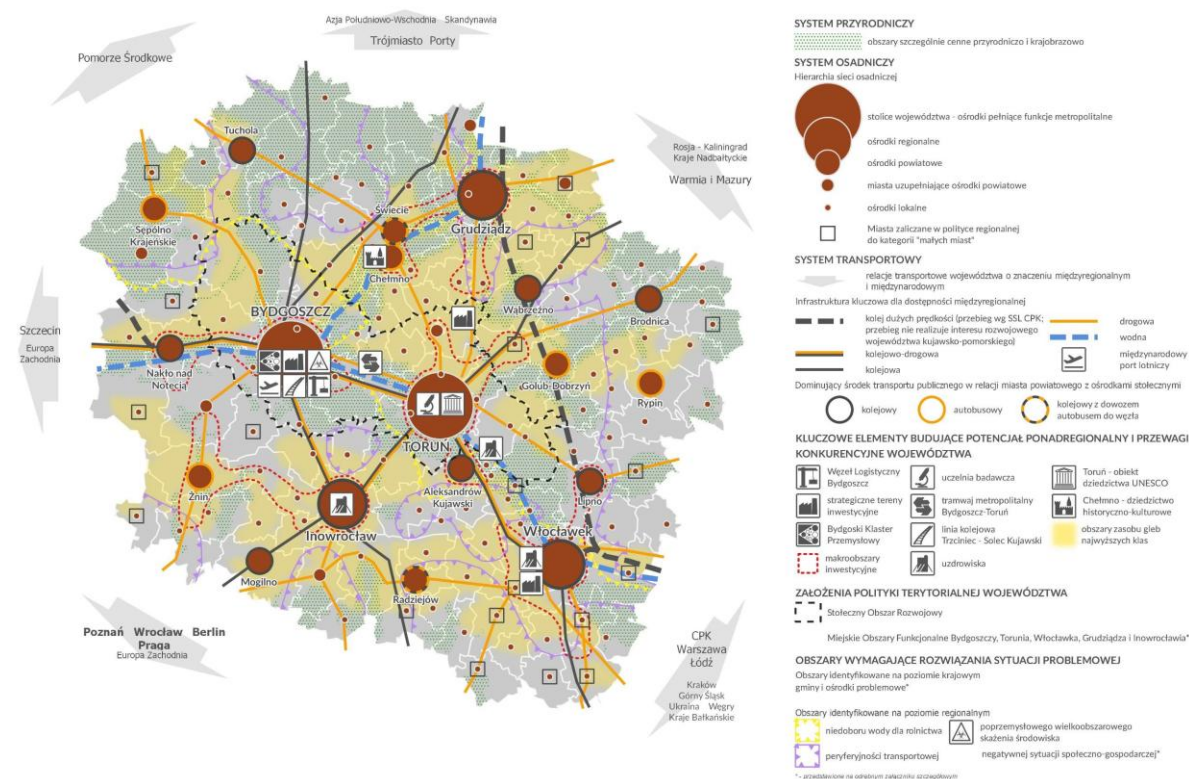 Azja Południowo-Wschodnia Skandynawia
Trójmiasto Porty
Pomorze Środkowe
Rosja - Kaliningrad
Kraje Nadbałtyckie
Warmia i Mazury
Szczecin
Europa
Zachodnia
Poznań Wrocław Berlin
Praga
Europa Zachodnia
CPK
Warszawa
Łódź
Kraków
Górny Śląsk
Ukraina Węgry
Kraje Bałkańskie
Tuchola
Sępólno
Krajeńskie
Świecie
Grudziądz
Chełmno
BYDGOSZCZ
Wąbrzeźno
Brodnica
Nakło nad
Notecią
Golub-Dobrzyń
Rypin
TORUŃ
Żnin
Aleksandrów
Kujawski
Lipno
Inowrocław
Włocławek
Mogilno
Radziejów
SYSTEM PRZYRODNICZY
obszary szczególnie cenne przyrodniczo i krajobrazowo
SYSTEM OSADNICZY
Hierarchia sieci osadniczej
stolice województwa - ośrodki pełniące funkcje metropolitalne
ośrodki regionalne
ośrodki powiatowe
miasta uzupełniające ośrodki powiatowe
ośrodki lokalne
Miasta zaliczane w polityce regionalnej
do kategorii "małych miast"
SYSTEM TRANSPORTOWY
relacje transportowe województwa o znaczeniu międzyregionalnym
i międzynarodowym
Infrastruktura kluczowa dla dostępności międzyregionalnej
kolej dużych prędkości (przebieg wg SSL CPK;
przebieg nie realizuje interesu rozwojowego
województwa kujawsko-pomorskiego)
kolejowo-drogowa
kolejowa
drogowa
wodna
międzynarodowy
port lotniczy
Dominujący środek transportu publicznego w relacji miasta powiatowego z ośrodkami stołecznymi
kolejowy
autobusowy
kolejowy z dowozem
autobusem do węzła
KLUCZOWE ELEMENTY BUDUJĄCE POTENCJAŁ PONADREGIONALNY I PRZEWAGI
KONKURENCYJNE WOJEWÓDZTWA
Węzeł Logistyczny
Bydgoszcz
uczelnia badawcza
Toruń - obiekt
dziedzictwa UNESCO
strategiczne tereny
inwestycyjne
tramwaj metropolitalny
Bydgoszcz-Toruń
Chełmno - dziedzictwo
historyczno-kulturowe
Bydgoski Klaster
Przemysłowy
linia kolejowa
Trzciniec - Solec Kujawski
obszary zasobu gleb
najwyższych klas
makroobszary
inwestycyjne
uzdrowiska
ZAŁOŻENIA POLITYKI TERYTORIALNEJ WOJEWÓDZTWA
Stołeczny Obszar Rozwojowy
Miejskie Obszary Funkcjonalne Bydgoszczy, Torunia, Włocławka, Grudziądza i Inowrocławia*
OBSZARY WYMAGAJĄCE ROZWIĄZANIA SYTUACJI PROBLEMOWEJ
Obszary identyfikowane na poziomie krajowym
gminy i ośrodki problemowe*
Obszary identyfikowane na poziomie regionalnym
niedoboru wody dla rolnictwa
poprzemysłowego wielkoobszarowego
skażenia środowiska
peryferyjności transportowej
negatywnej sytuacji społeczno-gospodarczej*
* - przedstawione na odrębnym załączniku szczegółowym